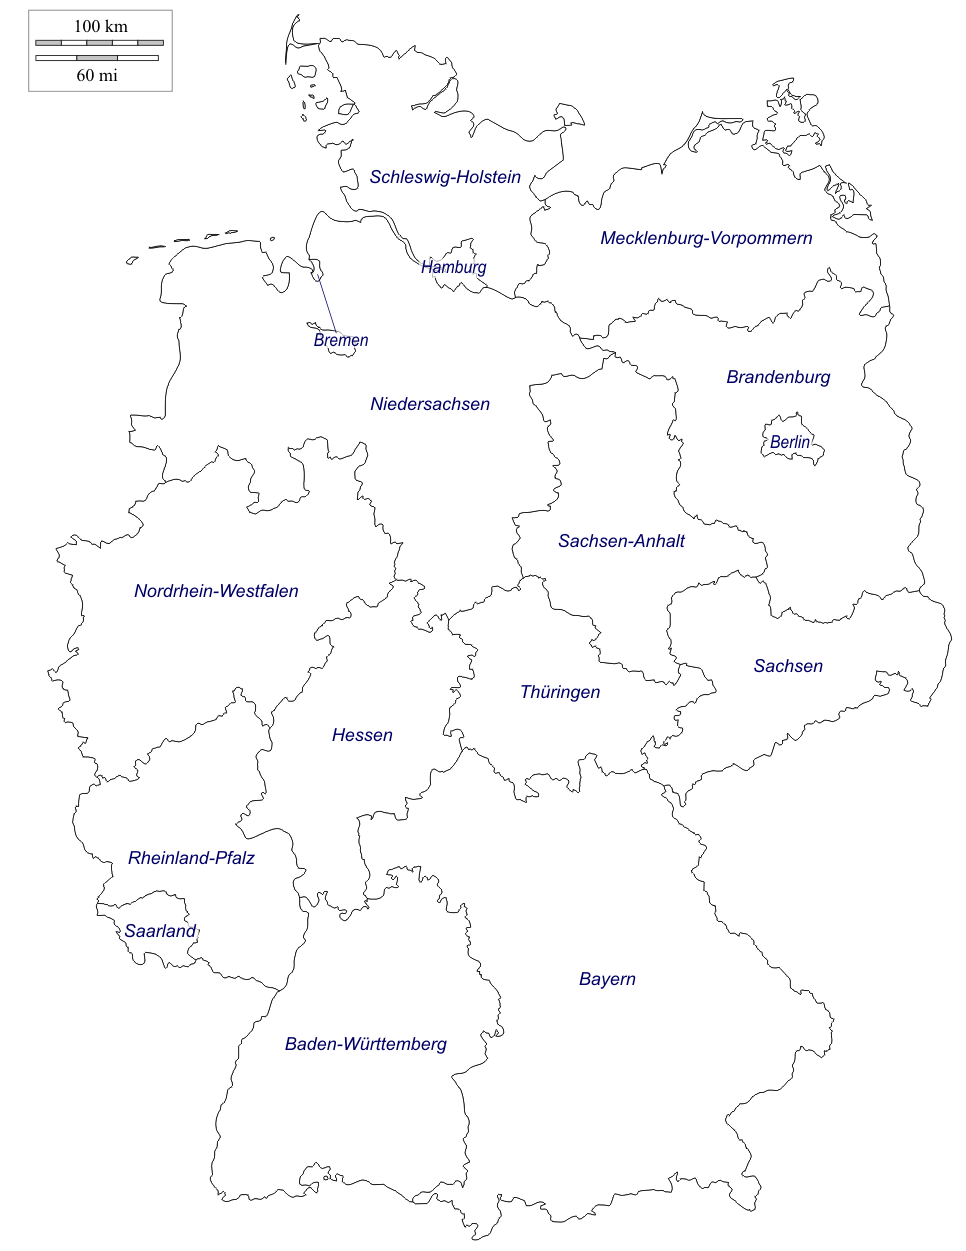 100 km
60 mi
Schleswig-Holstein
Mecklenburg-Vorpommern
Hamburg
Bremen
Brandenburg
Niedersachsen
Berlin
Sachsen-Anhalt
Nordrhein-Westfalen
Sachsen
Thüringen
Hessen
Rheinland-Pfalz
Saarland
Bayern
Baden-Württemberg